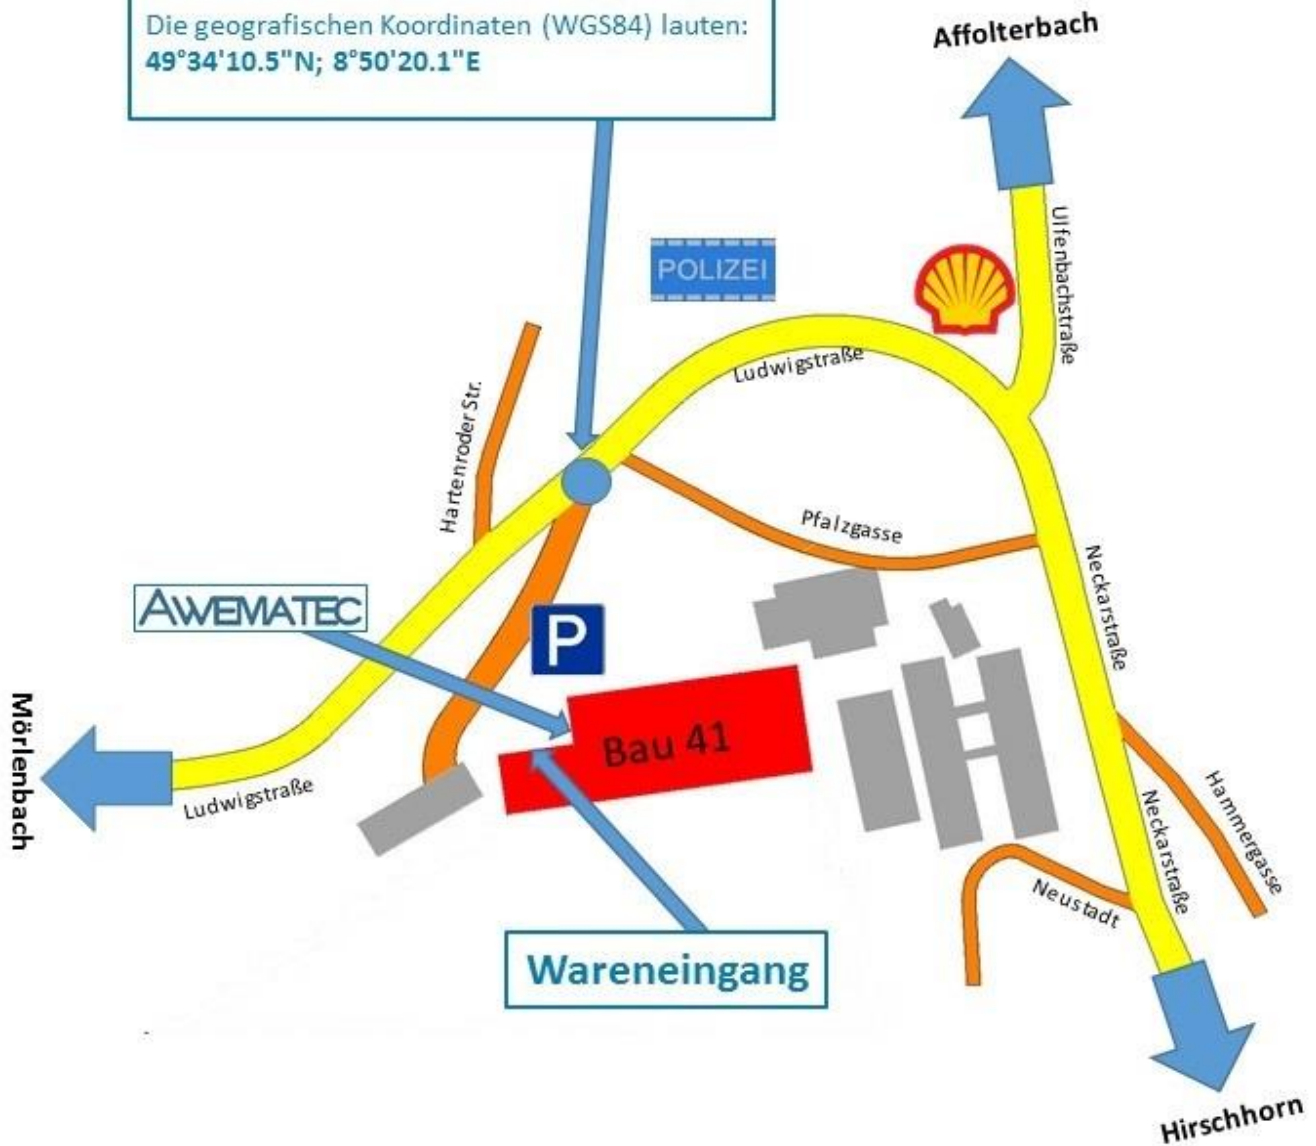 Die geografischen Koordinaten (WGS84) lauten:
49°34'10.5"N; 8°50'20.1"E
Affolterbach
Ulfenbachstraße
POLIZEI
Ludwigstraße
Hartenroder Str.
Pfalzgasse
Neckarstraße
AWEMATEC
P
Bau 41
Mörlenbach
Ludwigstraße
Hammergasse
Neckarstraße
Neustadt
Wareneingang
Hirschhorn